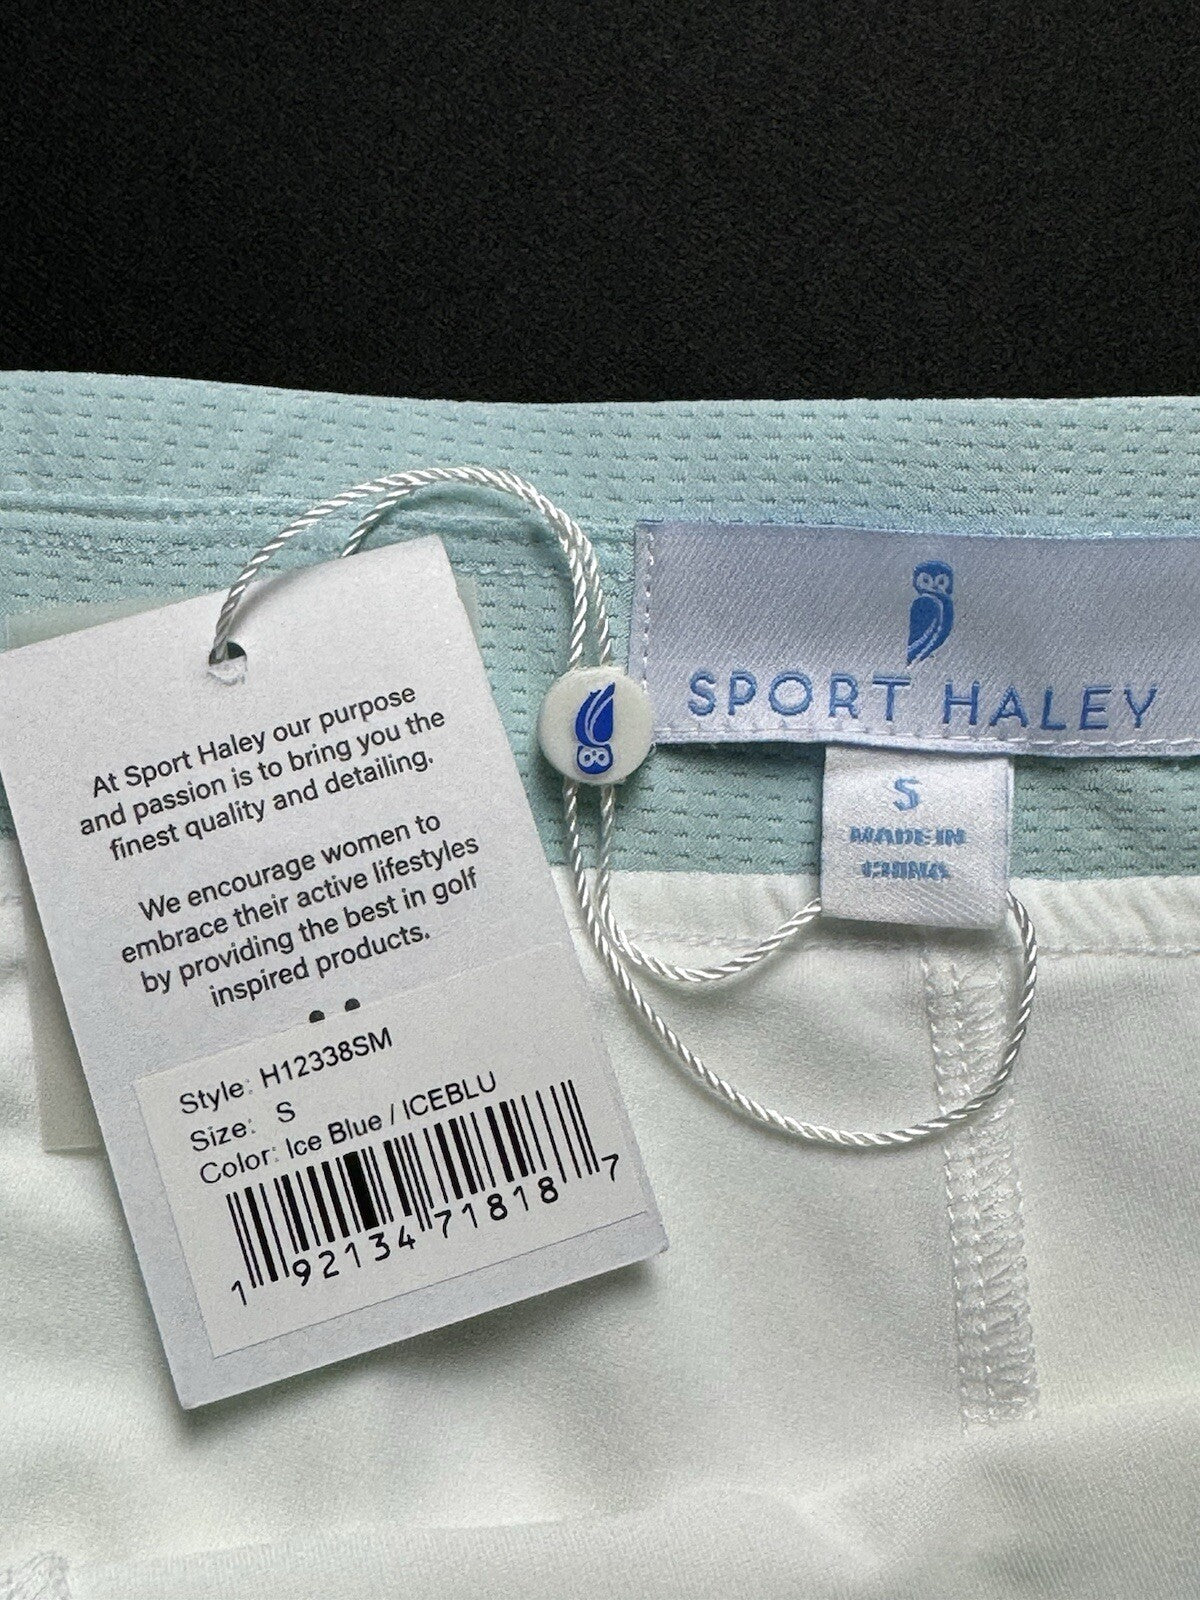 At Sport Haley our purpose
and passion is to bring you the
finest quality and detailing.
We encourage women to
embrace their active lifestyles
by providing the best in golf
inspired products.
Style: H12338SM
Size: S
Color: Ice Blue / ICEBLU
1 92134 71818 7
SPORT HALEY
S
MADE IN
CHINA